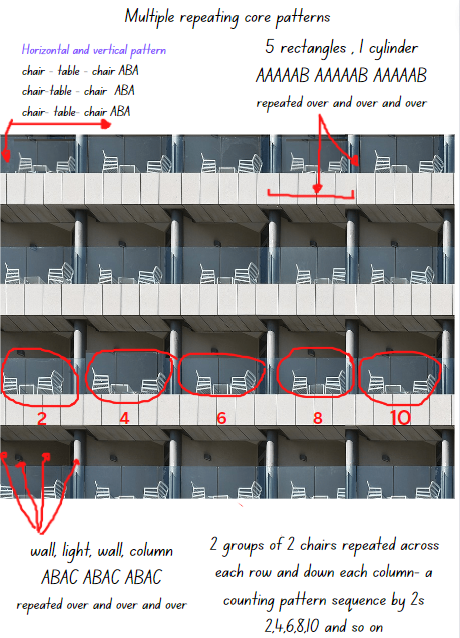 Multiple repeating core patterns
Horizontal and vertical pattern
chair - table - chair ABA
chair-table - chair ABA
chair- table- chair ABA
5 rectangles , 1 cylinder
AAAAAB AAAAAB AAAAAB
repeated over and over and over
2
4
6
8
10
wall, light, wall, column
ABAC ABAC ABAC
repeated over and over and over
2 groups of 2 chairs repeated across
each row and down each column- a
counting pattern sequence by 2s
2,4,6,8,10 and so on